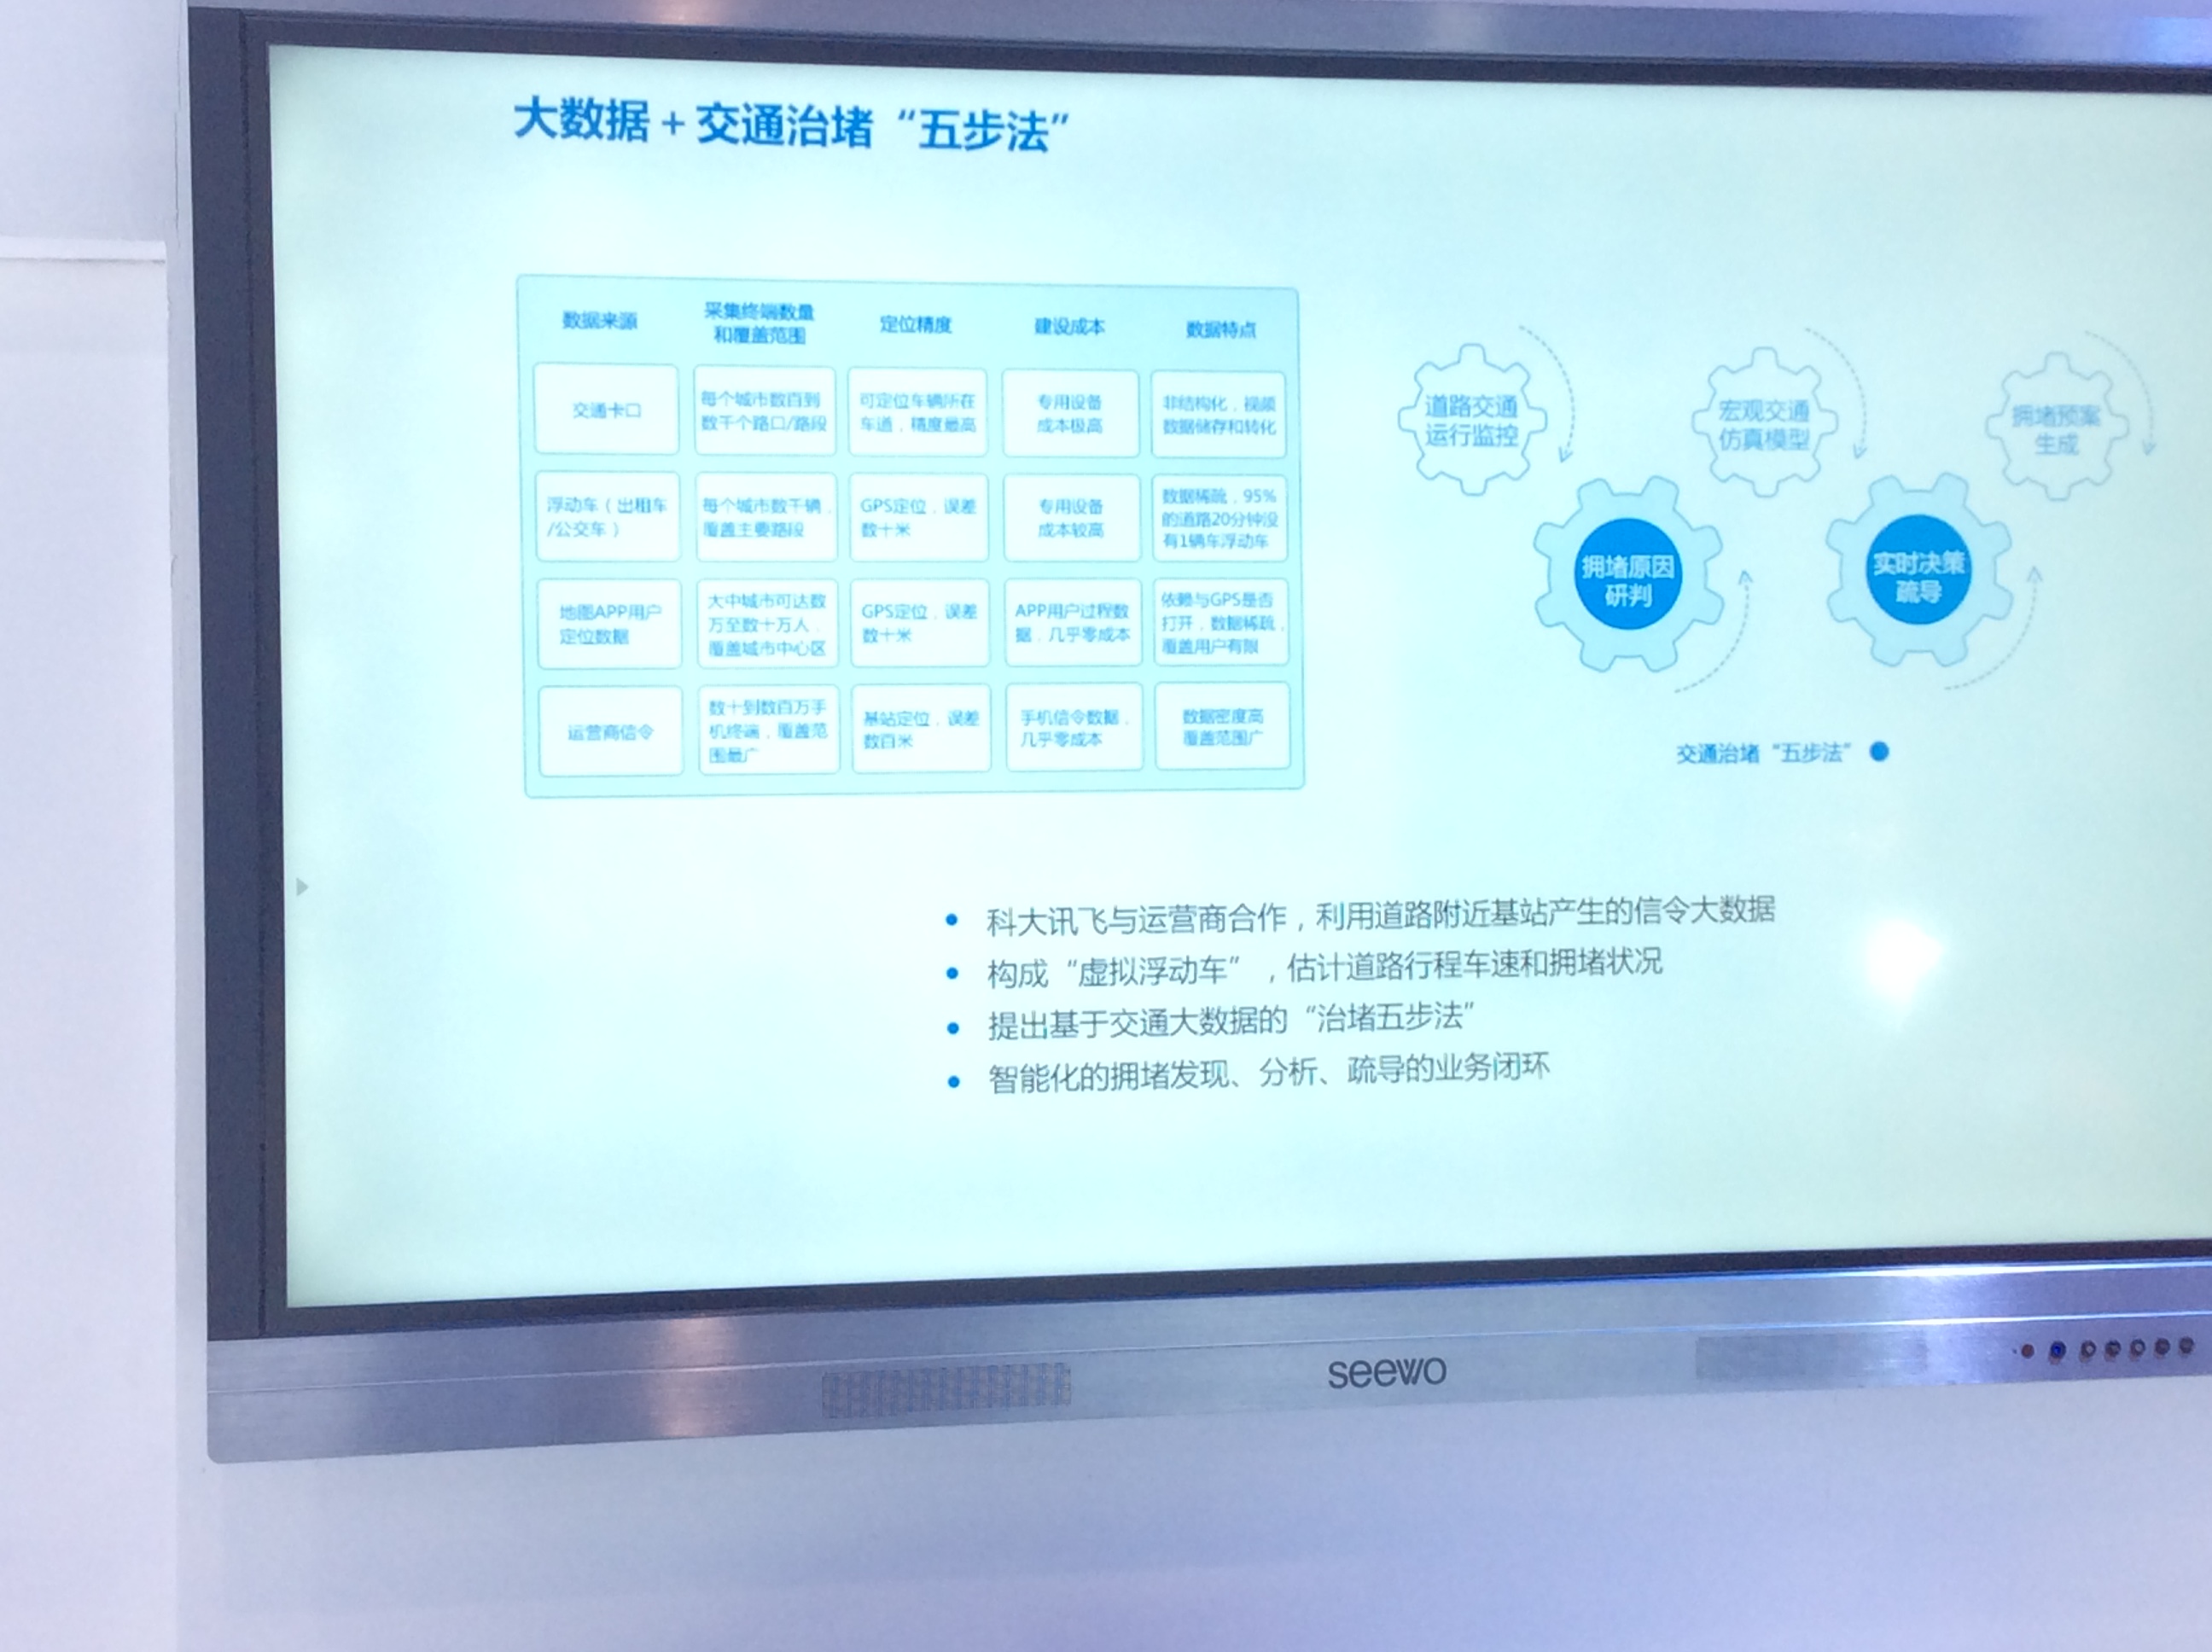 大数据+交通治堵“五步法”
数据来源
采集终端数量
和覆盖范围
定位精度
建设成本
数据特点
交通卡口
每个城市数百到
数千个路口/路段
可定位车辆所在
车道，精度最高
专用设备
成本极高
非结构化，视频
数据储存和转化
浮动车（出租车
/公交车）
每个城市数千辆，
覆盖主要路段
GPS定位，误差
数十米
专用设备
成本较高
数据稀疏，95%
的道路20分钟没
有1辆车浮动车
地图APP用户
定位数据
大中城市可达数
万至数十万人，
覆盖城市中心区
GPS定位，误差
数十米
APP用户过程数
据，几乎零成本
依赖与GPS是否
打开，数据稀疏，
覆盖用户有限
运营商信令
数十到数百万手
机终端，覆盖范
围最广
基站定位，误差
数百米
手机信令数据，
几乎零成本
数据密度高
覆盖范围广
道路交通
运行监控
宏观交通
仿真模型
拥堵预案
生成
拥堵原因
研判
实时决策
疏导
交通治堵“五步法”
科大讯飞与运营商合作，利用道路附近基站产生的信令大数据
构成“虚拟浮动车”，估计道路行程车速和拥堵状况
提出基于交通大数据的“治堵五步法”
智能化的拥堵发现、分析、疏导的业务闭环
seewo